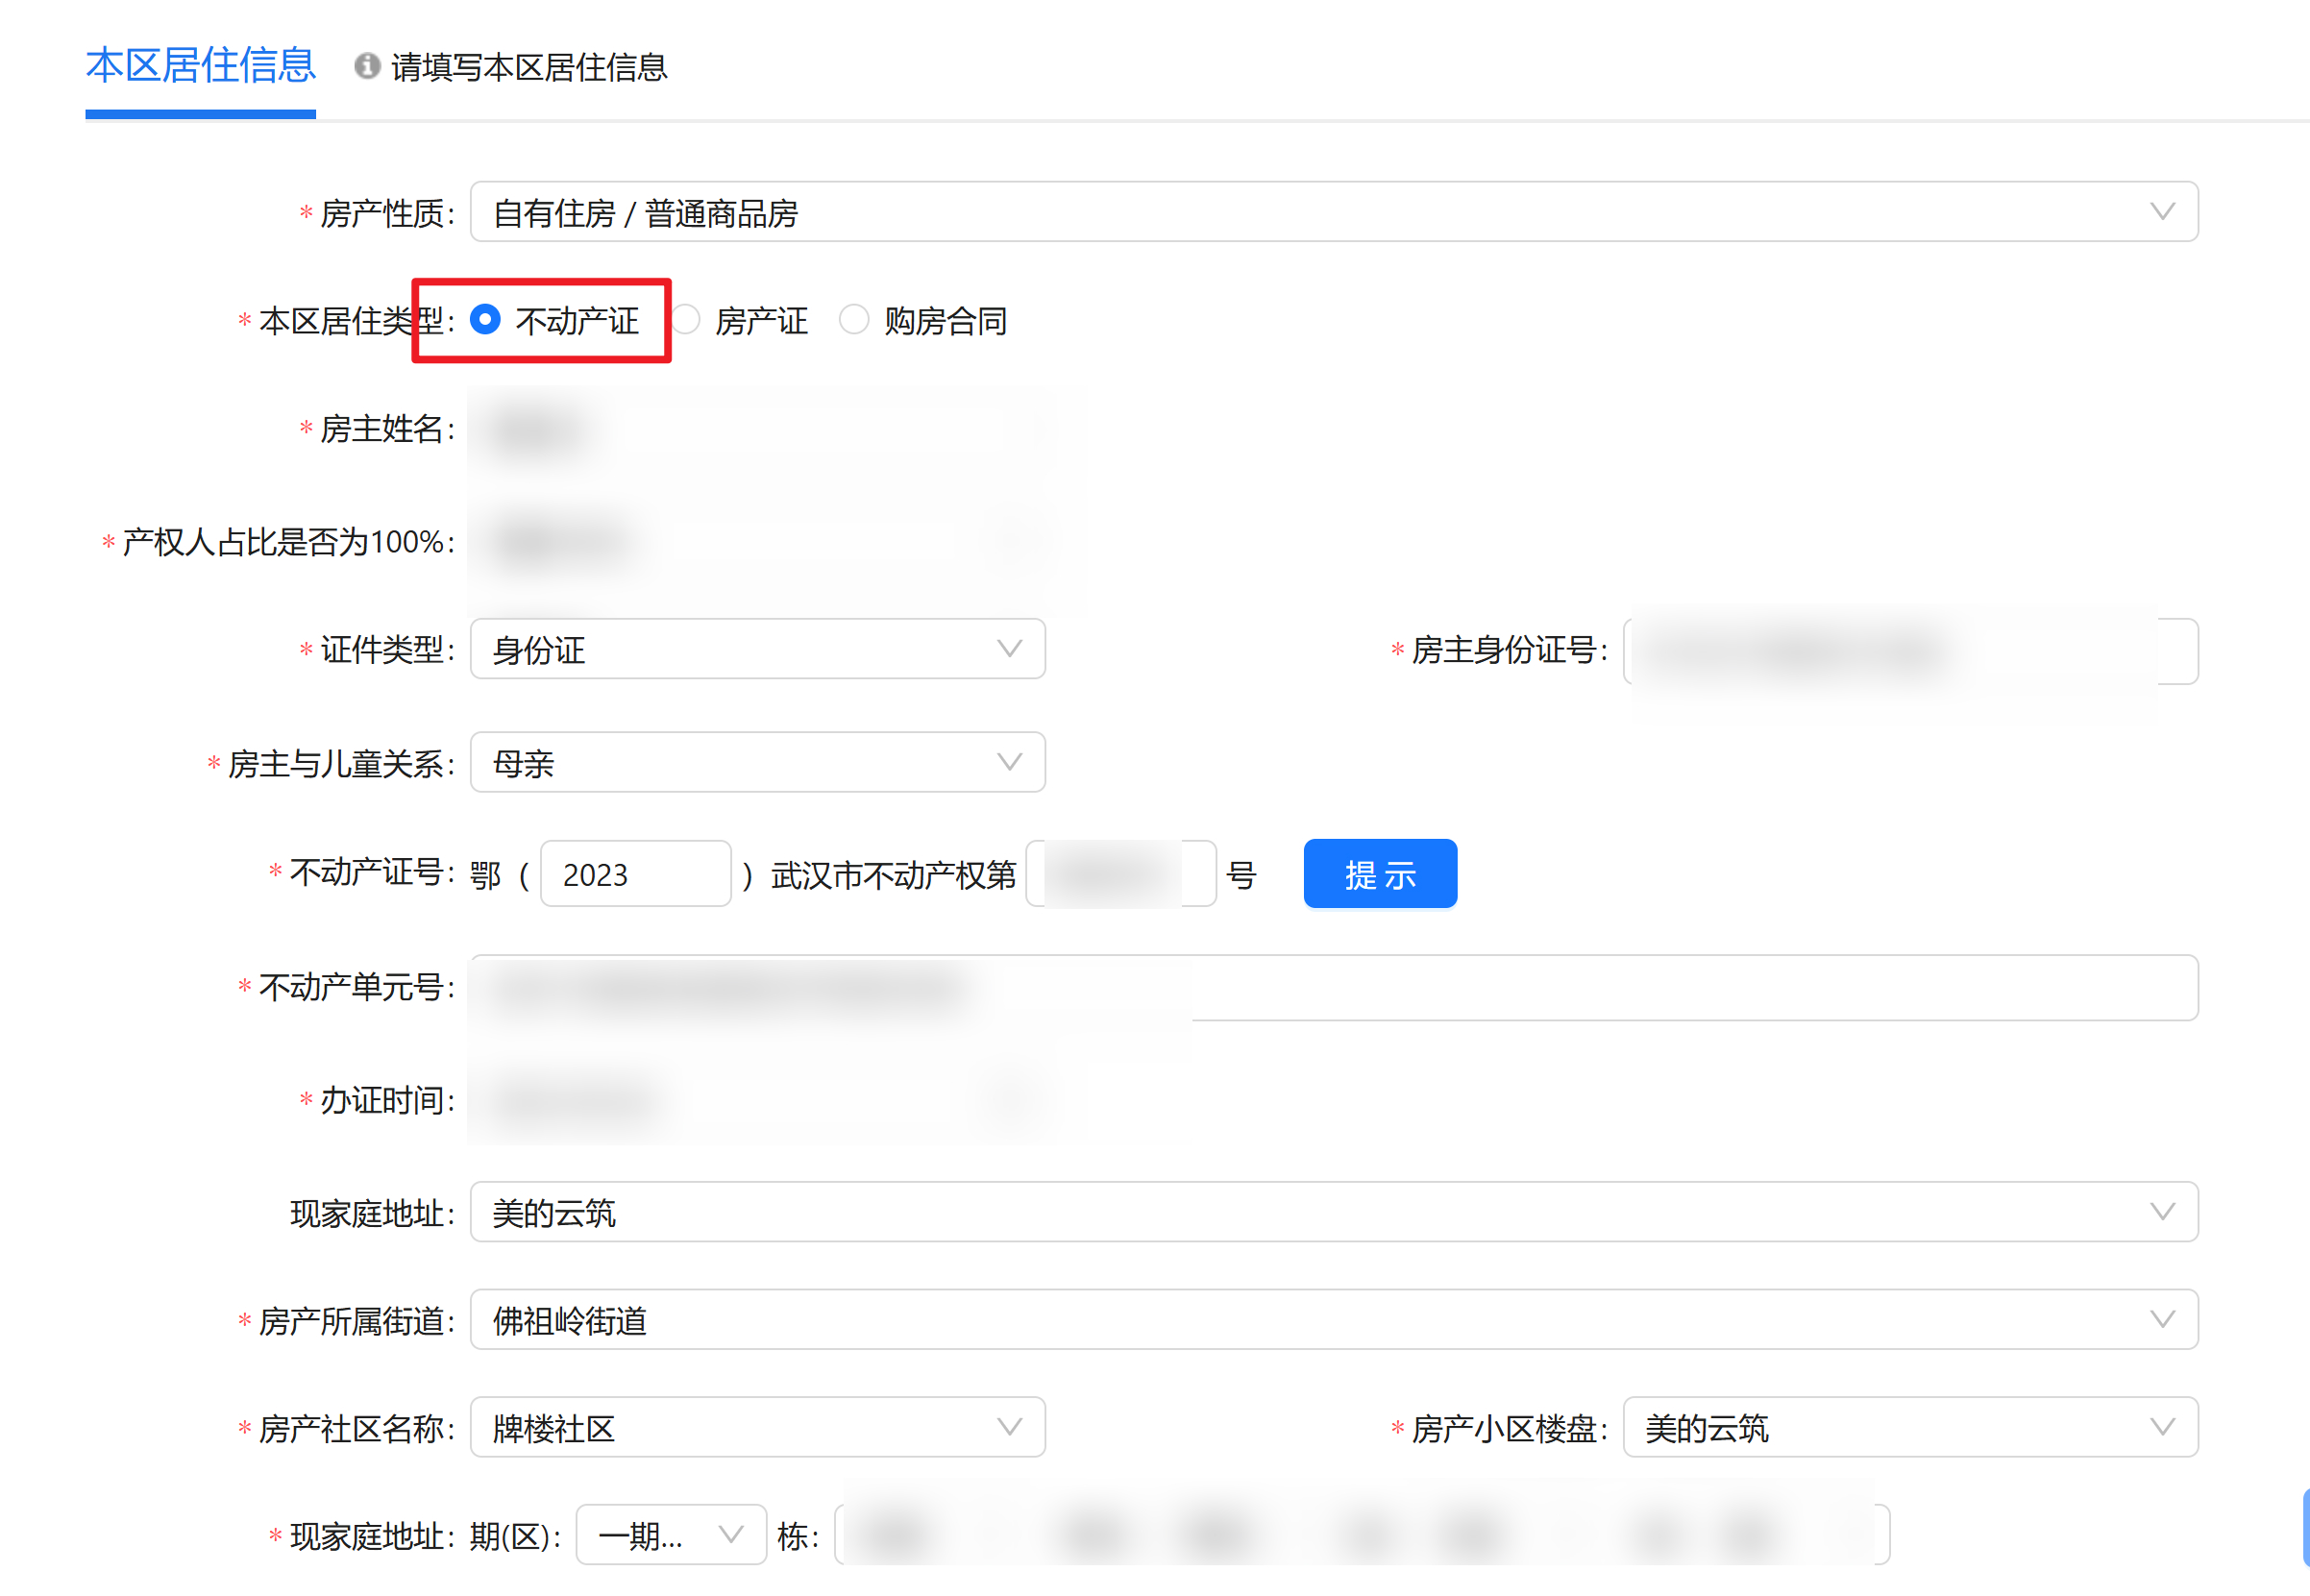 本区居住信息 请填写本区居住信息
* 房产性质: 自有住房 / 普通商品房
* 本区居住类型: 不动产证 房产证 购房合同
* 房主姓名:
* 产权人占比是否为100%:
* 证件类型: 身份证 * 房主身份证号:
* 房主与儿童关系: 母亲
* 不动产证号: 鄂 ( 2023 ) 武汉市不动产权第 号 提示
* 不动产单元号:
* 办证时间:
现家庭地址: 美的云筑
* 房产所属街道: 佛祖岭街道
* 房产社区名称: 牌楼社区 * 房产小区楼盘: 美的云筑
* 现家庭地址: 期(区): 一期... 栋: